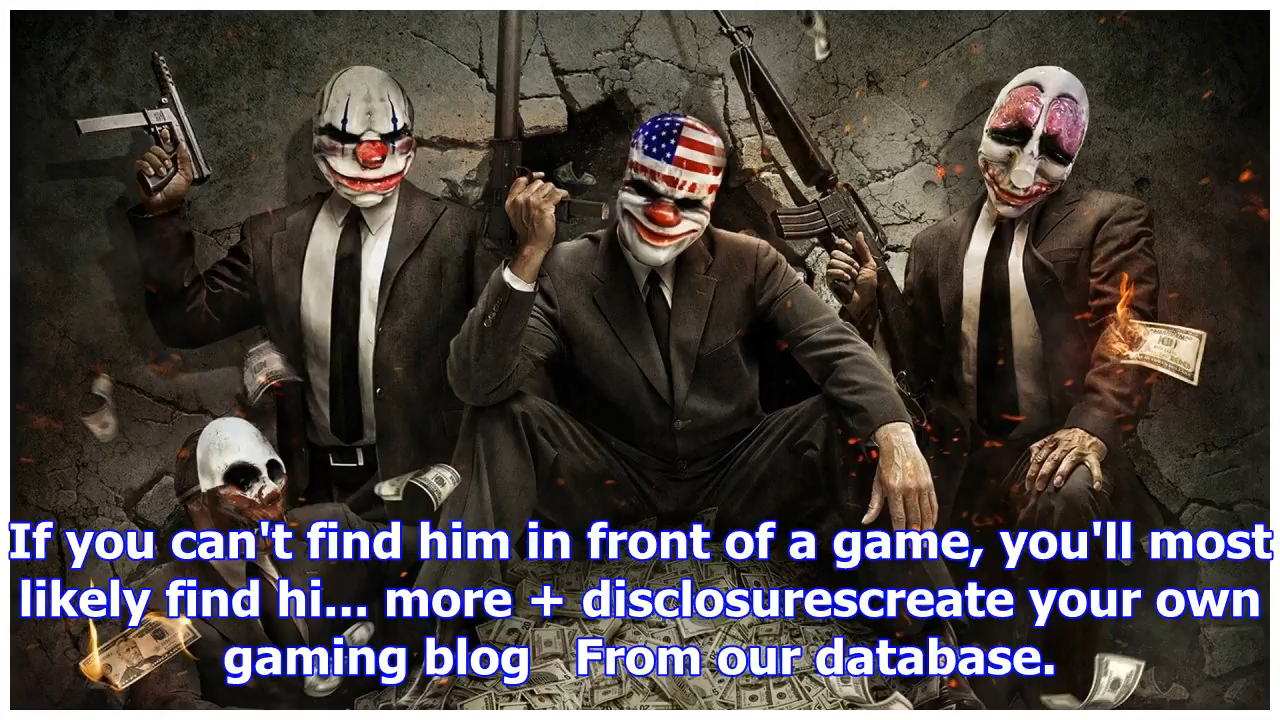 If you can't find him in front of a game, you'll most
likely find hi... more + disclosurescreate your own
gaming blog   From our database.